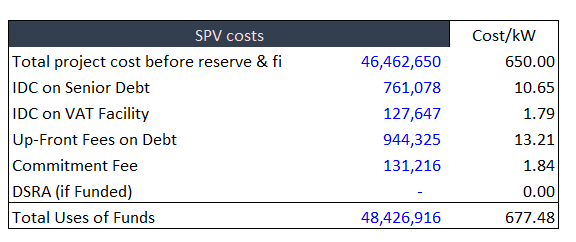 SPV costs Cost/kW
Total project cost before reserve & fi 46,462,650 650.00
IDC on Senior Debt 761,078 10.65
IDC on VAT Facility 127,647 1.79
Up-Front Fees on Debt 944,325 13.21
Commitment Fee 131,216 1.84
DSRA (if Funded) - 0.00
Total Uses of Funds 48,426,916 677.48